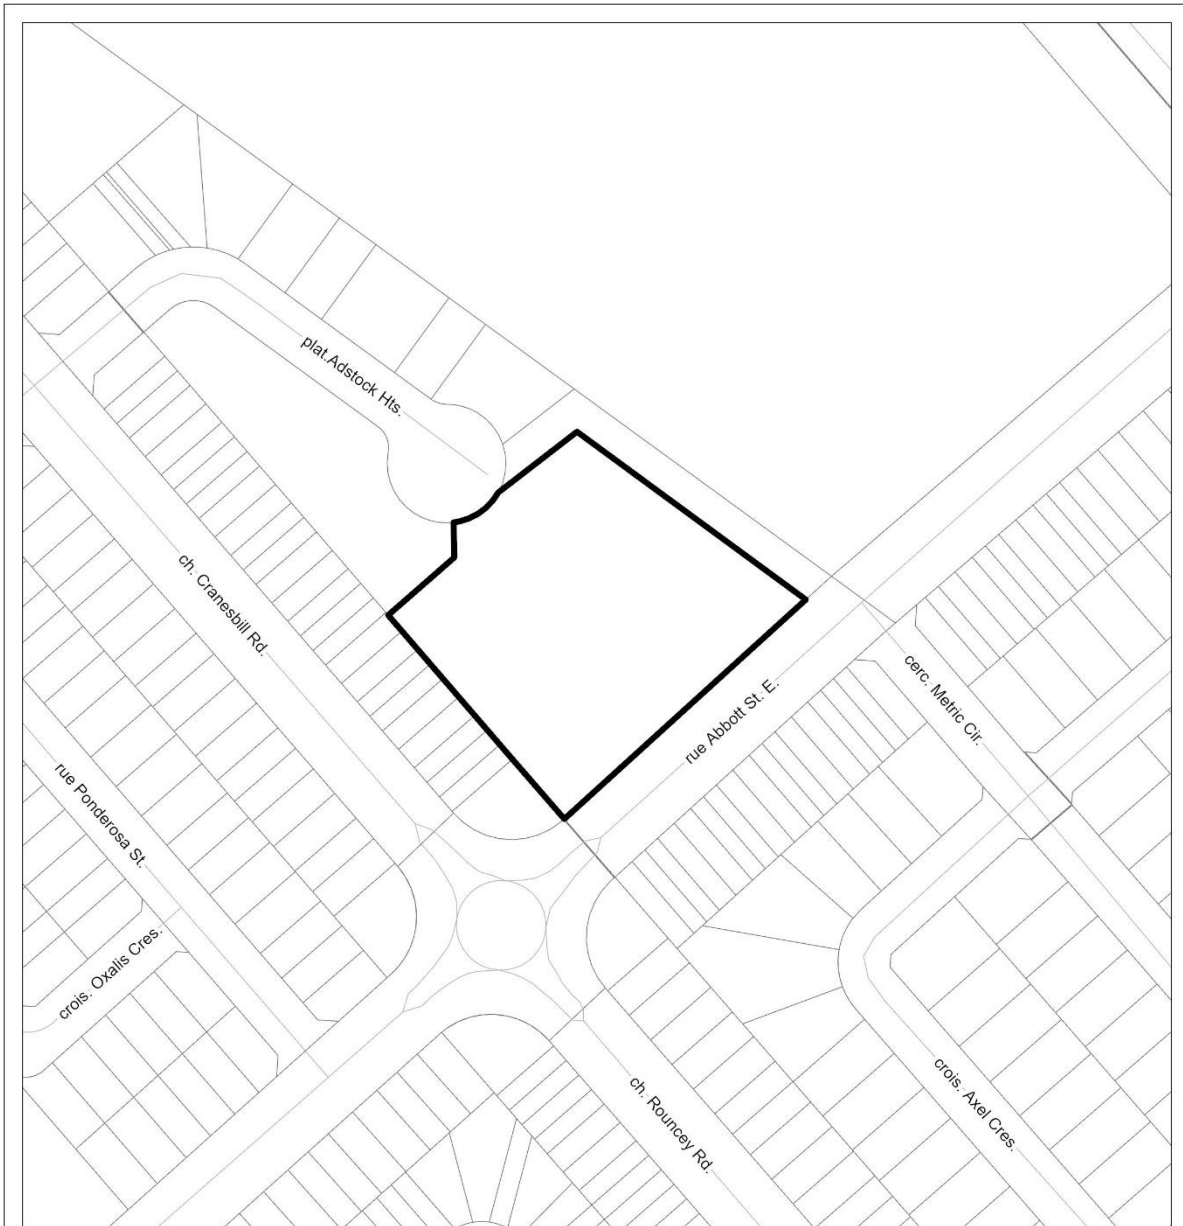 plat.Adstock Hts.
ch. Cranesbill Rd.
rue Abbott St. E.
cerc. Metric Cir.
rue Ponderosa St.
crois. Oxalis Cres.
ch. Rouncey Rd.
crois. Axel Cres.